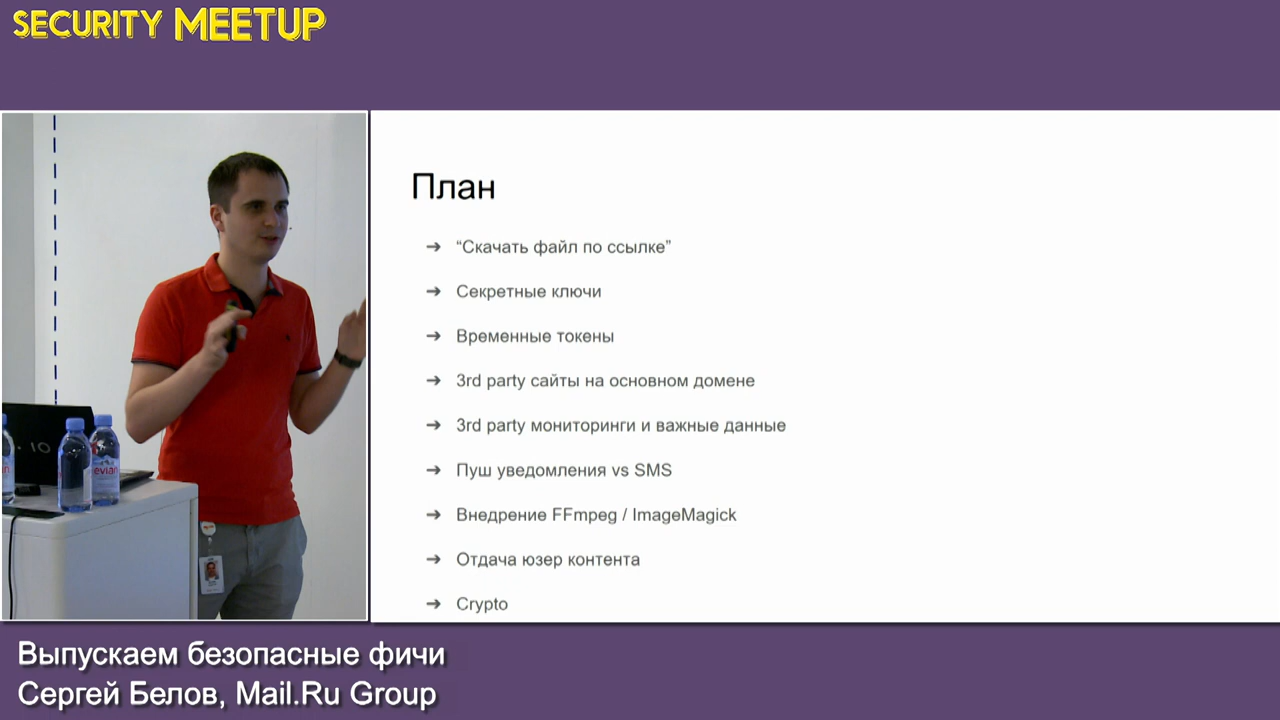 SECURITY MEETUP
План
➔ “Скачать файл по ссылке”
➔ Секретные ключи
➔ Временные токены
➔ 3rd party сайты на основном домене
➔ 3rd party мониторинги и важные данные
➔ Пуш уведомления vs SMS
➔ Внедрение FFmpeg / ImageMagick
➔ Отдача юзер контента
➔ Crypto
evian
Выпускаем безопасные фичи
Сергей Белов, Mail.Ru Group